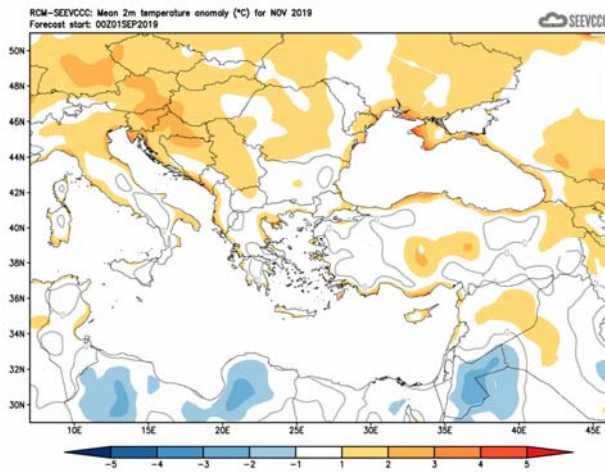 RCM-SEEVCCC: Mean 2m temperature anomaly (°C) for NOV 2019
Forecast start: 00Z01SEP2019
SEEVCCC
50N
48N
46N
44N
42N
40N
38N
36N
34N
32N
30N
10E 15E 20E 25E 30E 35E 40E 45E
-5 -4 -3 -2 -1 1 2 3 4 5